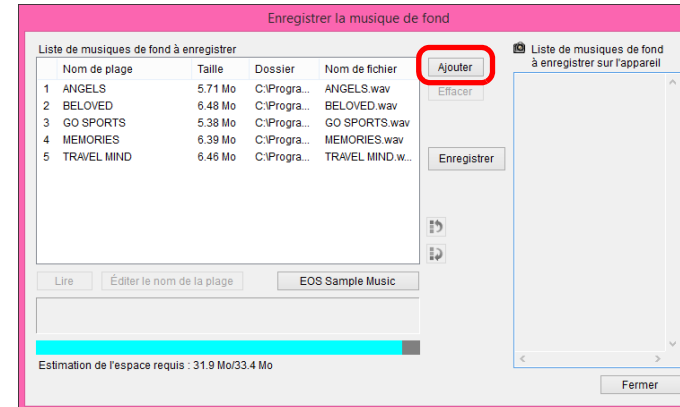 Enregistrer la musique de fond
Liste de musiques de fond à enregistrer
Nom de plage Taille Dossier Nom de fichier
1 ANGELS 5.71 Mo C:\Progra... ANGELS.wav
2 BELOVED 6.48 Mo C:\Progra... BELOVED.wav
3 GO SPORTS 5.38 Mo C:\Progra... GO SPORTS.wav
4 MEMORIES 6.39 Mo C:\Progra... MEMORIES.wav
5 TRAVEL MIND 6.46 Mo C:\Progra... TRAVEL MIND.w...
Lire Éditer le nom de la plage EOS Sample Music
Estimation de l'espace requis : 31.9 Mo/33.4 Mo
Ajouter
Effacer
Enregistrer
Liste de musiques de fond
à enregistrer sur l'appareil
Fermer